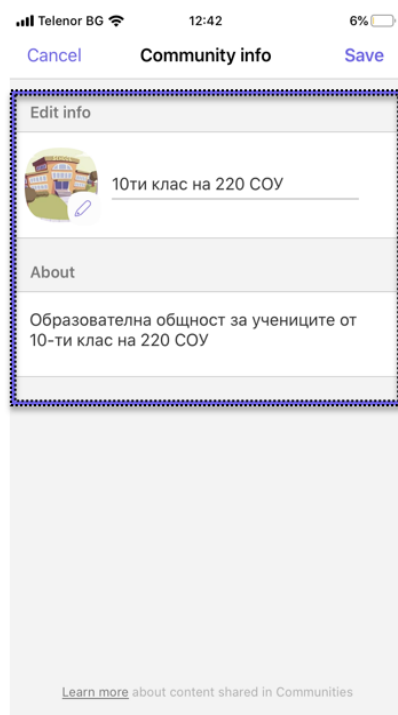 Telenor BG 12:42 6%
Cancel Community info Save
Edit info
10ти клас на 220 СОУ
About
Образователна общност за учениците от
10-ти клас на 220 СОУ
Learn more about content shared in Communities